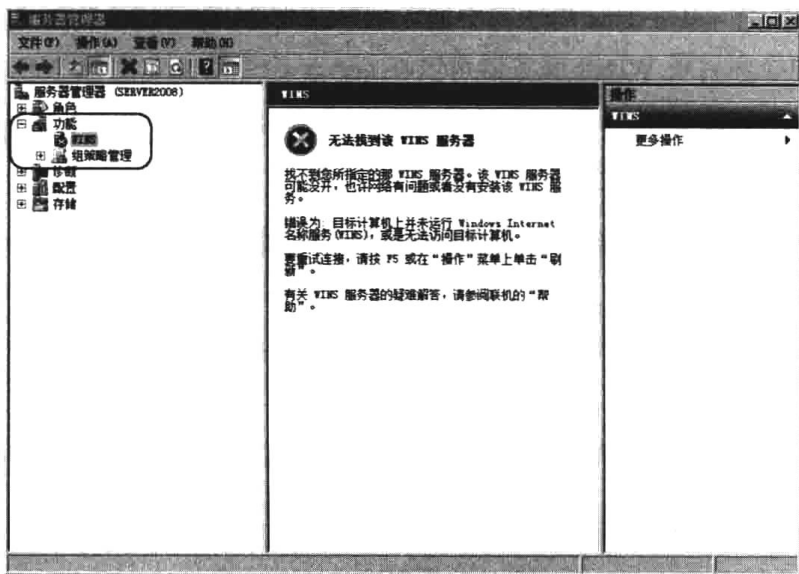 服务器管理器
文件(F) 操作(A) 查看(V) 帮助(H)
服务器管理器 (SERVER2008)
角色
功能
WINS
组策略管理
诊断
配置
存储
WINS
无法找到该 WINS 服务器
找不到您所指定的那 WINS 服务器。该 WINS 服务器
可能没开，也许网络有问题或者没有安装该 WINS 服
务。
错误为: 目标计算机上并未运行 Windows Internet
名称服务(WINS)，或是无法访问目标计算机。
要重试连接，请按 F5 或在“操作”菜单上单击“刷
新”。
有关 WINS 服务器的疑难解答，请参阅联机的“帮
助”。
操作
WINS
更多操作